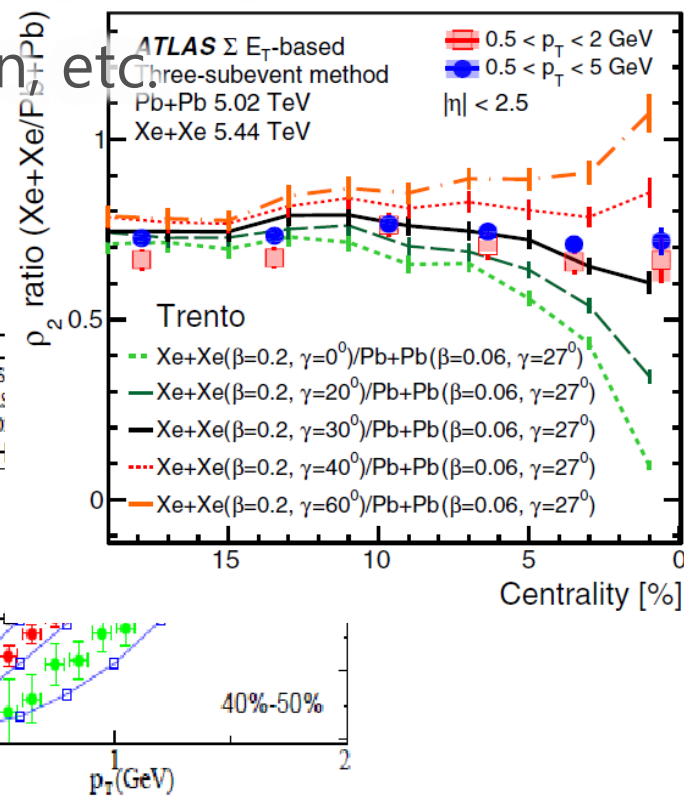 n, etc.
ATLAS Σ E_T-based
Three-subevent method
Pb+Pb 5.02 TeV
Xe+Xe 5.44 TeV
0.5 < p_T < 2 GeV
0.5 < p_T < 5 GeV
|η| < 2.5
ρ_2 ratio (Xe+Xe/Pb+Pb)
1
0.5
0
Trento
Xe+Xe(β=0.2, γ=0⁰)/Pb+Pb(β=0.06, γ=27⁰)
Xe+Xe(β=0.2, γ=20⁰)/Pb+Pb(β=0.06, γ=27⁰)
Xe+Xe(β=0.2, γ=30⁰)/Pb+Pb(β=0.06, γ=27⁰)
Xe+Xe(β=0.2, γ=40⁰)/Pb+Pb(β=0.06, γ=27⁰)
Xe+Xe(β=0.2, γ=60⁰)/Pb+Pb(β=0.06, γ=27⁰)
15 10 5 0
Centrality [%]
40%-50%
1 2
p_T(GeV)